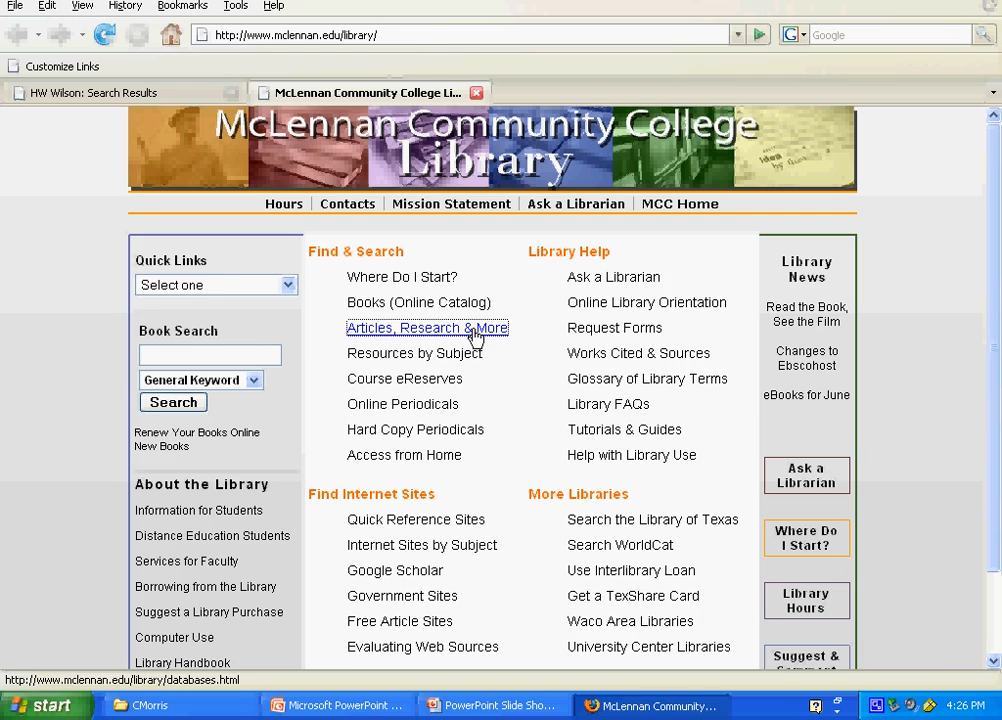 File Edit View History Bookmarks Tools Help
http://www.mclennan.edu/library/
Google
Customize Links
HW Wilson: Search Results
McLennan Community College Li...
McLennan Community College
Library
Hours | Contacts | Mission Statement | Ask a Librarian | MCC Home
Quick Links
Select one
Book Search
General Keyword
Search
Renew Your Books Online
New Books
About the Library
Information for Students
Distance Education Students
Services for Faculty
Borrowing from the Library
Suggest a Library Purchase
Computer Use
Library Handbook
Find & Search
Where Do I Start?
Books (Online Catalog)
Articles, Research & More
Resources by Subject
Course eReserves
Online Periodicals
Hard Copy Periodicals
Access from Home
Find Internet Sites
Quick Reference Sites
Internet Sites by Subject
Google Scholar
Government Sites
Free Article Sites
Evaluating Web Sources
Library Help
Ask a Librarian
Online Library Orientation
Request Forms
Works Cited & Sources
Glossary of Library Terms
Library FAQs
Tutorials & Guides
Help with Library Use
More Libraries
Search the Library of Texas
Search WorldCat
Use Interlibrary Loan
Get a TexShare Card
Waco Area Libraries
University Center Libraries
Library
News
Read the Book,
See the Film
Changes to
Ebscohost
eBooks for June
Ask a
Librarian
Where Do
I Start?
Library
Hours
Suggest &
http://www.mclennan.edu/library/databases.html
start
CMorris
Microsoft PowerPoint ...
PowerPoint Slide Sho...
McLennan Community...
4:26 PM